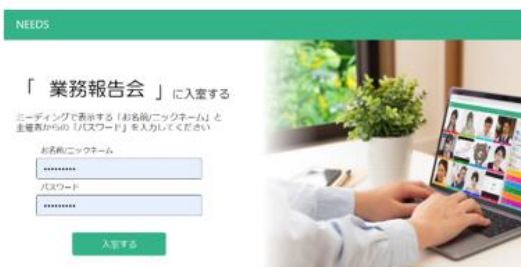 NEEDS
「 業務報告会 」に入室する
ミーティングで表示する「お名前/ニックネーム」と
主催者からの「パスワード」を入力してください
お名前/ニックネーム
•••••••••
パスワード
•••••••••
入室する